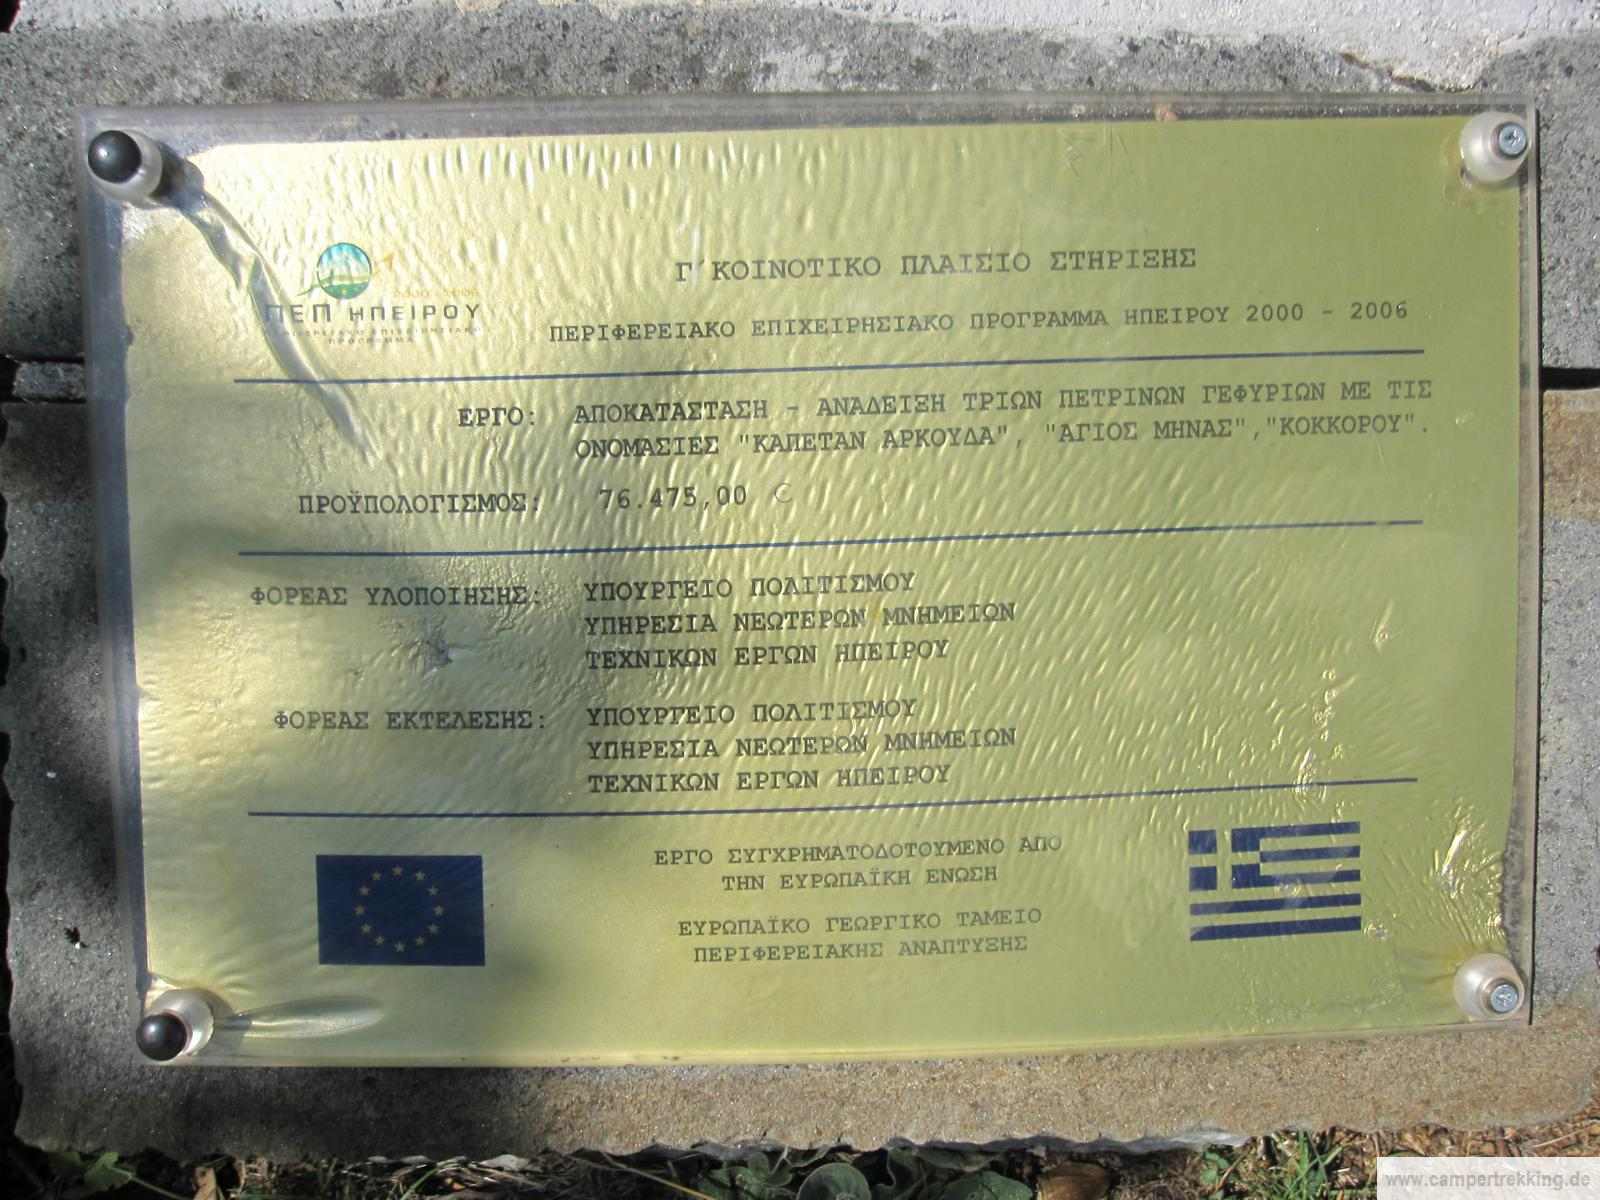 ΠΕΠ ΗΠΕΙΡΟΥ
ΠΡΟΓΡΑΜΜΑ
Γ΄ΚΟΙΝΟΤΙΚΟ ΠΛΑΙΣΙΟ ΣΤΗΡΙΞΗΣ
ΠΕΡΙΦΕΡΕΙΑΚΟ ΕΠΙΧΕΙΡΗΣΙΑΚΟ ΠΡΟΓΡΑΜΜΑ ΗΠΕΙΡΟΥ 2000 - 2006
ΕΡΓΟ: ΑΠΟΚΑΤΑΣΤΑΣΗ - ΑΝΑΔΕΙΞΗ ΤΡΙΩΝ ΠΕΤΡΙΝΩΝ ΓΕΦΥΡΙΩΝ ΜΕ ΤΙΣ
ΟΝΟΜΑΣΙΕΣ "ΚΑΠΕΤΑΝ ΑΡΚΟΥΔΑ", "ΑΓΙΟΣ ΜΗΝΑΣ","ΚΟΚΚΟΡΟΥ".
ΠΡΟΫΠΟΛΟΓΙΣΜΟΣ: 76.475,00 €
ΦΟΡΕΑΣ ΥΛΟΠΟΙΗΣΗΣ: ΥΠΟΥΡΓΕΙΟ ΠΟΛΙΤΙΣΜΟΥ
ΥΠΗΡΕΣΙΑ ΝΕΩΤΕΡΩΝ ΜΝΗΜΕΙΩΝ
ΤΕΧΝΙΚΩΝ ΕΡΓΩΝ ΗΠΕΙΡΟΥ
ΦΟΡΕΑΣ ΕΚΤΕΛΕΣΗΣ: ΥΠΟΥΡΓΕΙΟ ΠΟΛΙΤΙΣΜΟΥ
ΥΠΗΡΕΣΙΑ ΝΕΩΤΕΡΩΝ ΜΝΗΜΕΙΩΝ
ΤΕΧΝΙΚΩΝ ΕΡΓΩΝ ΗΠΕΙΡΟΥ
ΕΡΓΟ ΣΥΓΧΡΗΜΑΤΟΔΟΤΟΥΜΕΝΟ ΑΠΟ
ΤΗΝ ΕΥΡΩΠΑΪΚΗ ΕΝΩΣΗ
ΕΥΡΩΠΑΪΚΟ ΓΕΩΡΓΙΚΟ ΤΑΜΕΙΟ
ΠΕΡΙΦΕΡΕΙΑΚΗΣ ΑΝΑΠΤΥΞΗΣ
www.campertrekking.de